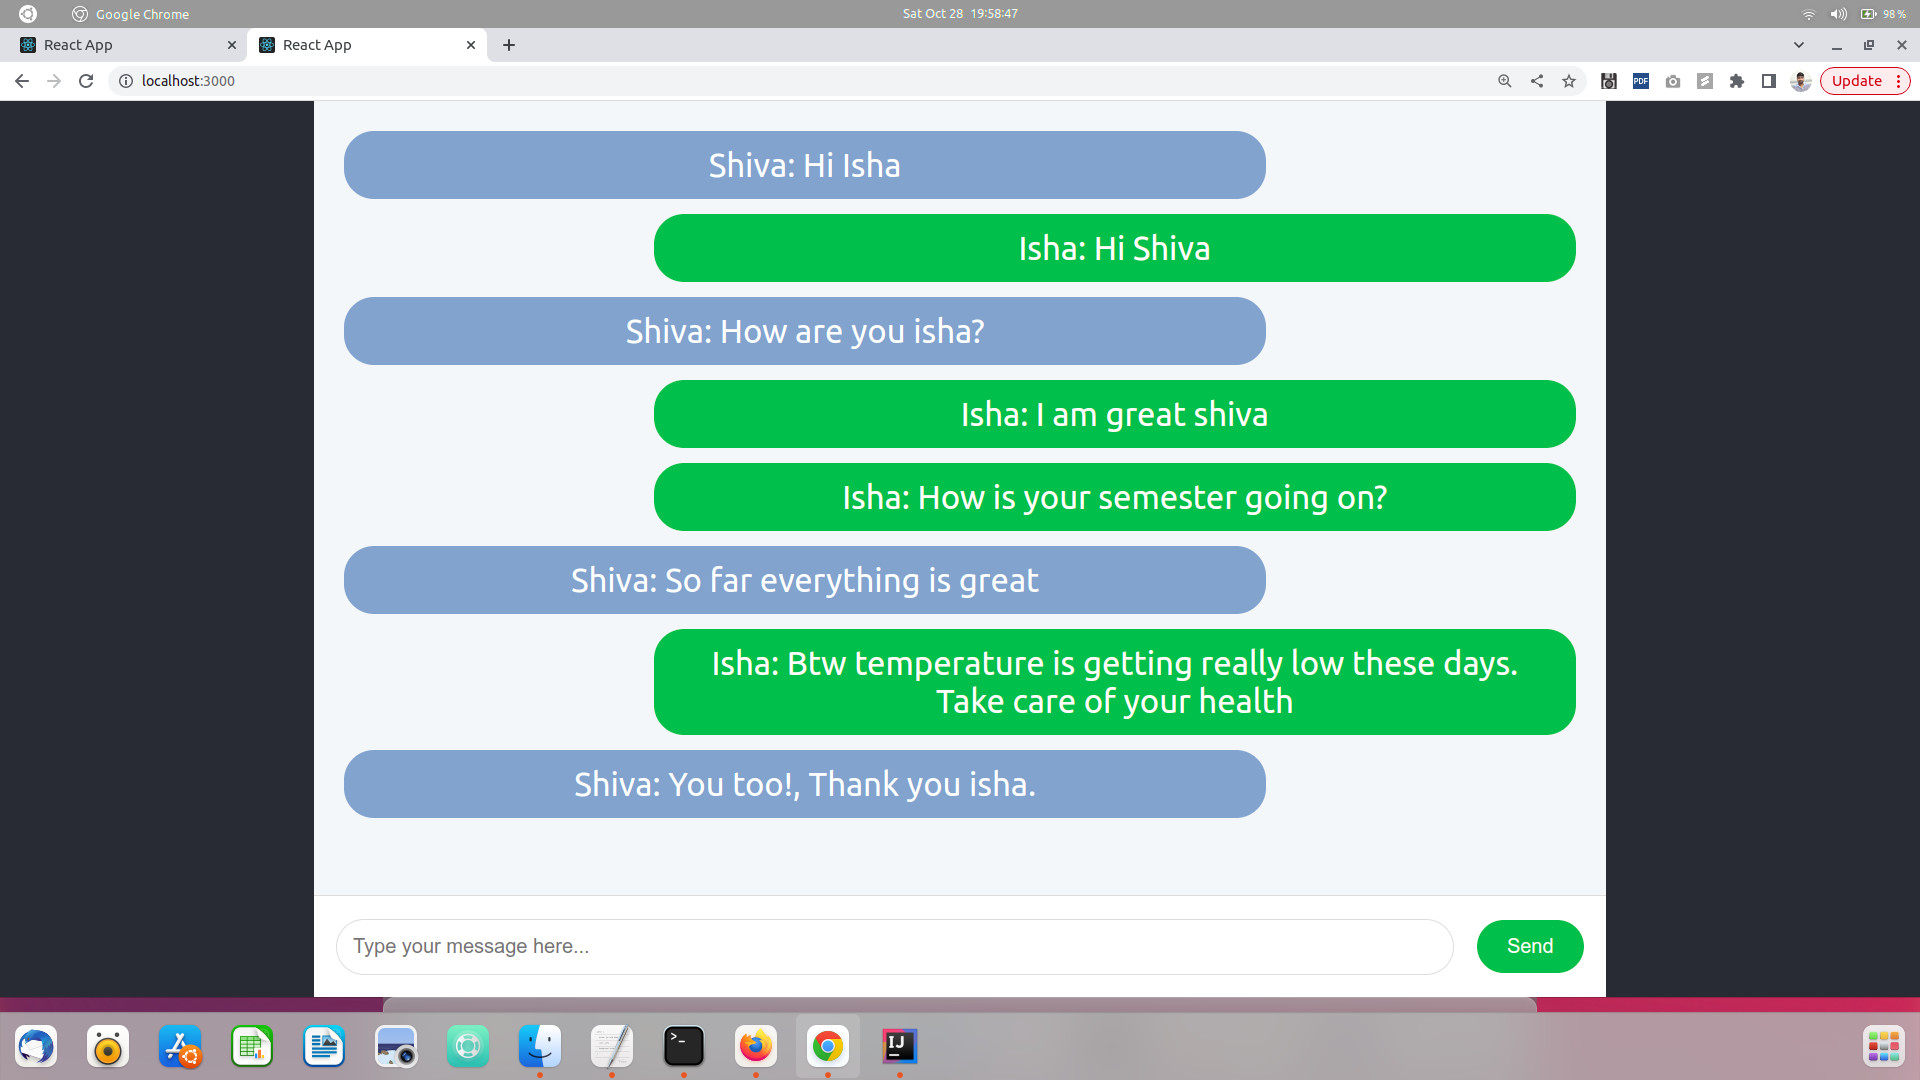 Google Chrome
Sat Oct 28 19:58:47
98%
React App
React App
localhost:3000
PDF
Update
Shiva: Hi Isha
Isha: Hi Shiva
Shiva: How are you isha?
Isha: I am great shiva
Isha: How is your semester going on?
Shiva: So far everything is great
Isha: Btw temperature is getting really low these days.
Take care of your health
Shiva: You too!, Thank you isha.
Type your message here...
Send
>_
IJ